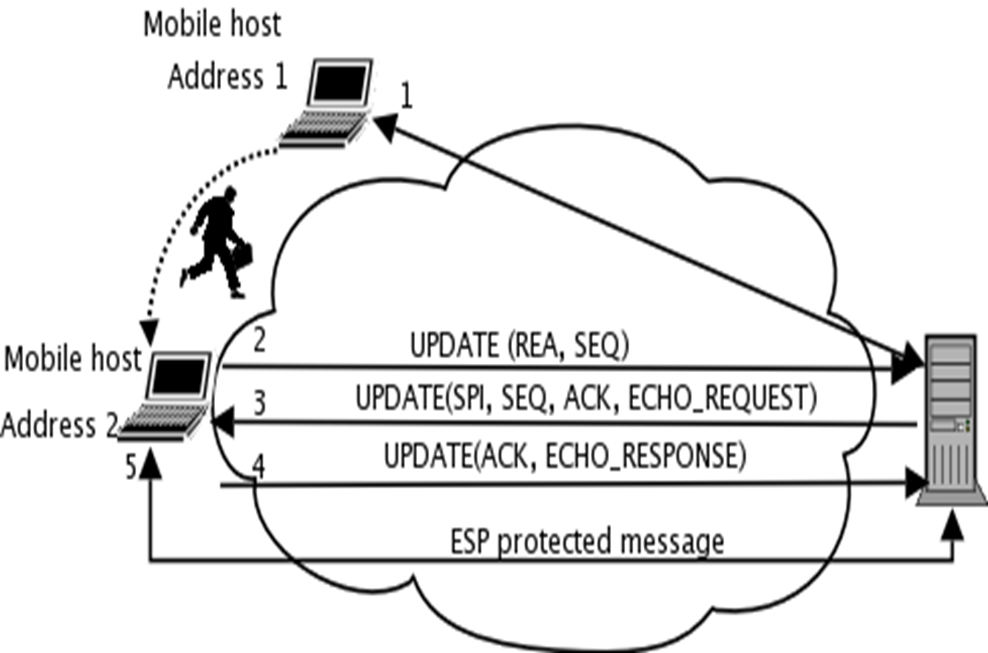 Mobile host
Address 1
1
2
UPDATE (REA, SEQ)
Mobile host
3
UPDATE(SPI, SEQ, ACK, ECHO_REQUEST)
Address 2
4
UPDATE(ACK, ECHO_RESPONSE)
5
ESP protected message